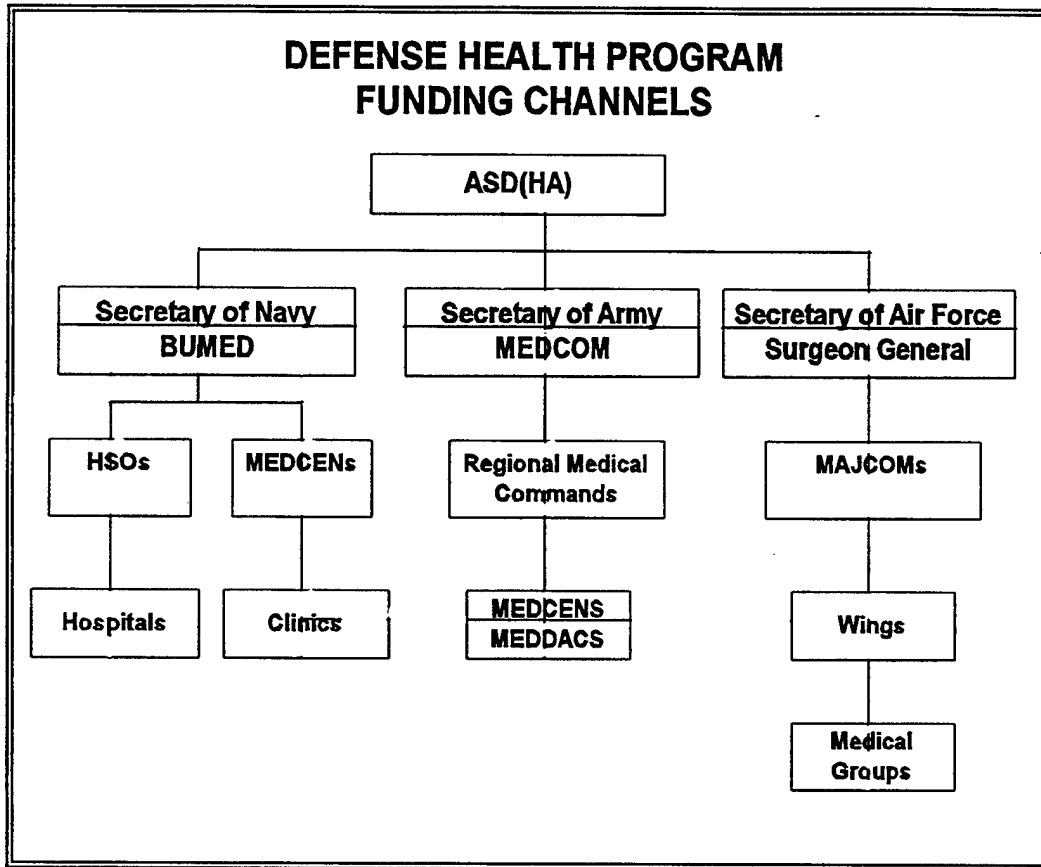 DEFENSE HEALTH PROGRAM
FUNDING CHANNELS
ASD(HA)
Secretary of Navy
BUMED
Secretary of Army
MEDCOM
Secretary of Air Force
Surgeon General
HSOs
MEDCENs
Regional Medical
Commands
MAJCOMs
Hospitals
Clinics
MEDCENS
MEDDACS
Wings
Medical
Groups